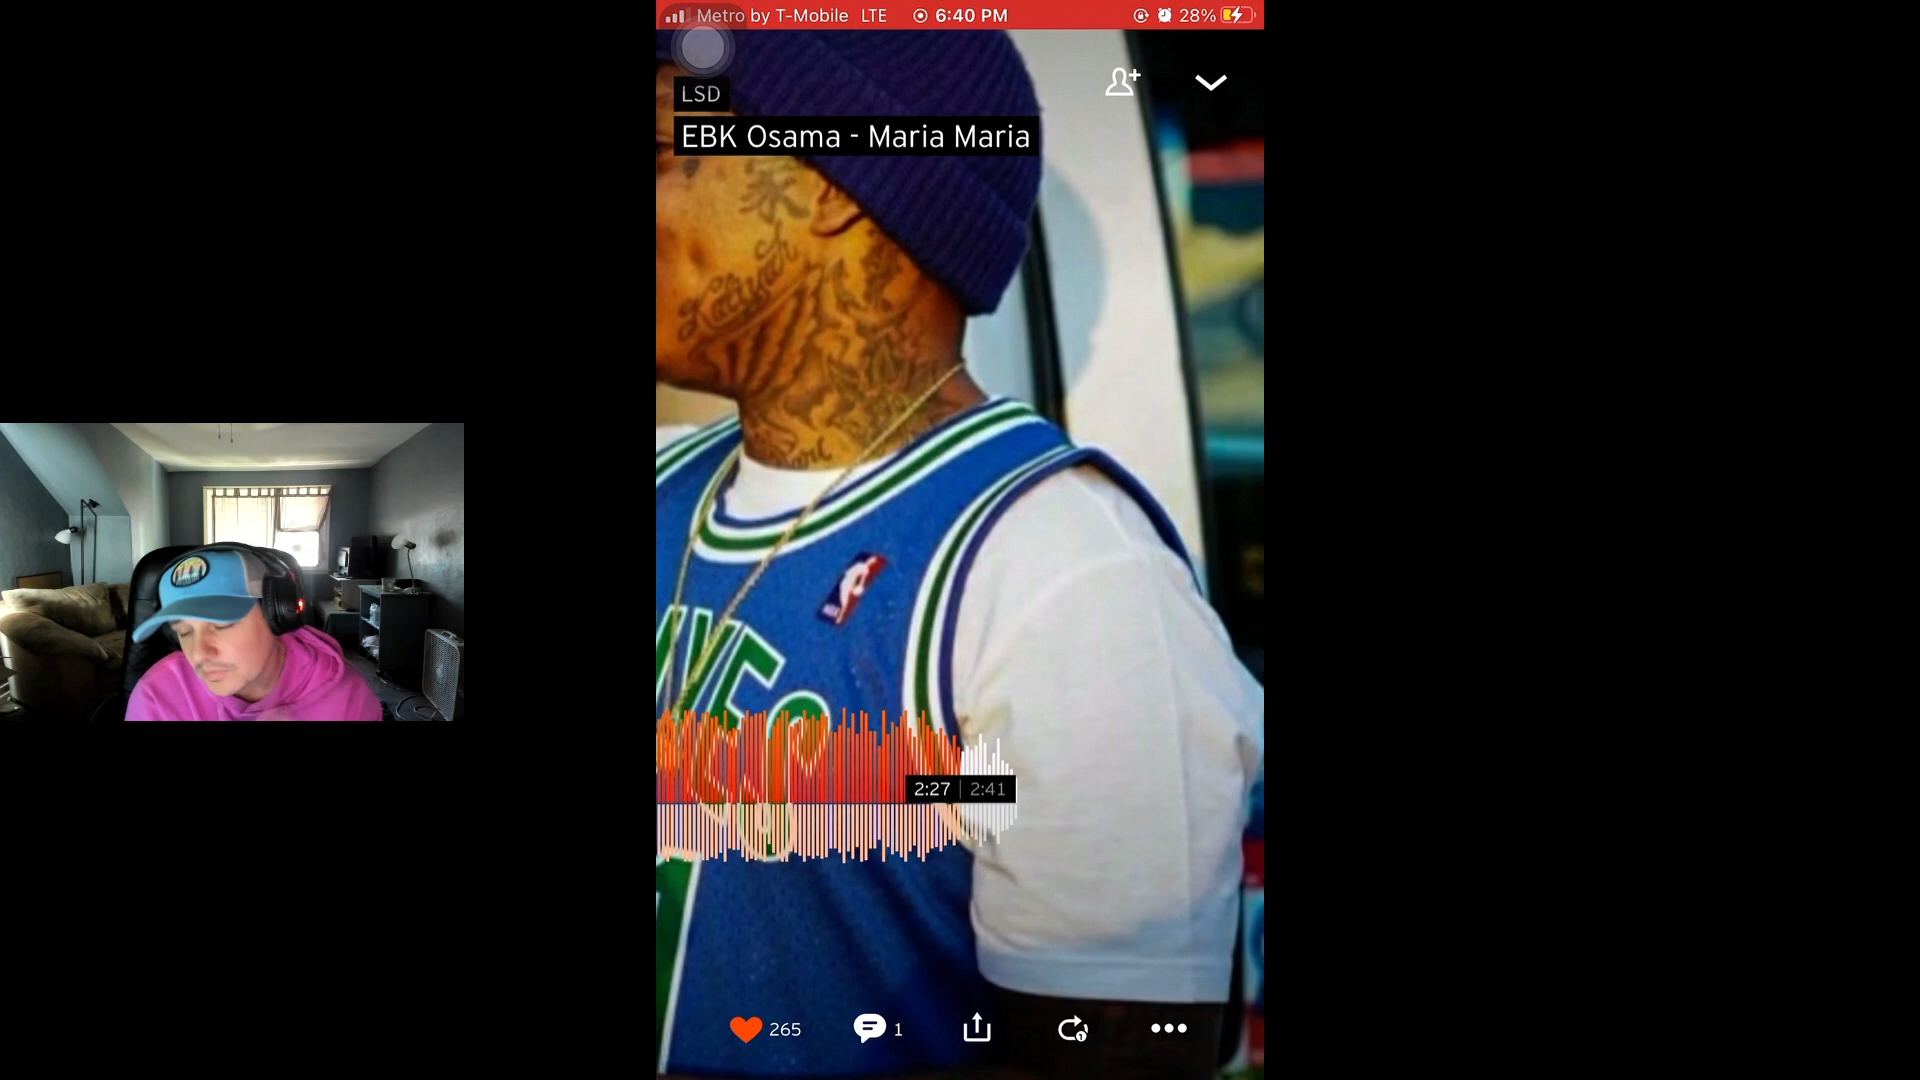 Metro by T-Mobile LTE 6:40 PM 28%
LSD
EBK Osama - Maria Maria
家
2:27 2:41
265 1